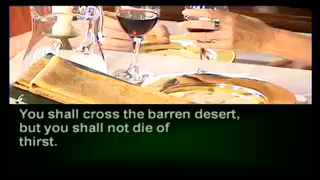 You shall cross the barren desert,
but you shall not die of
thirst.